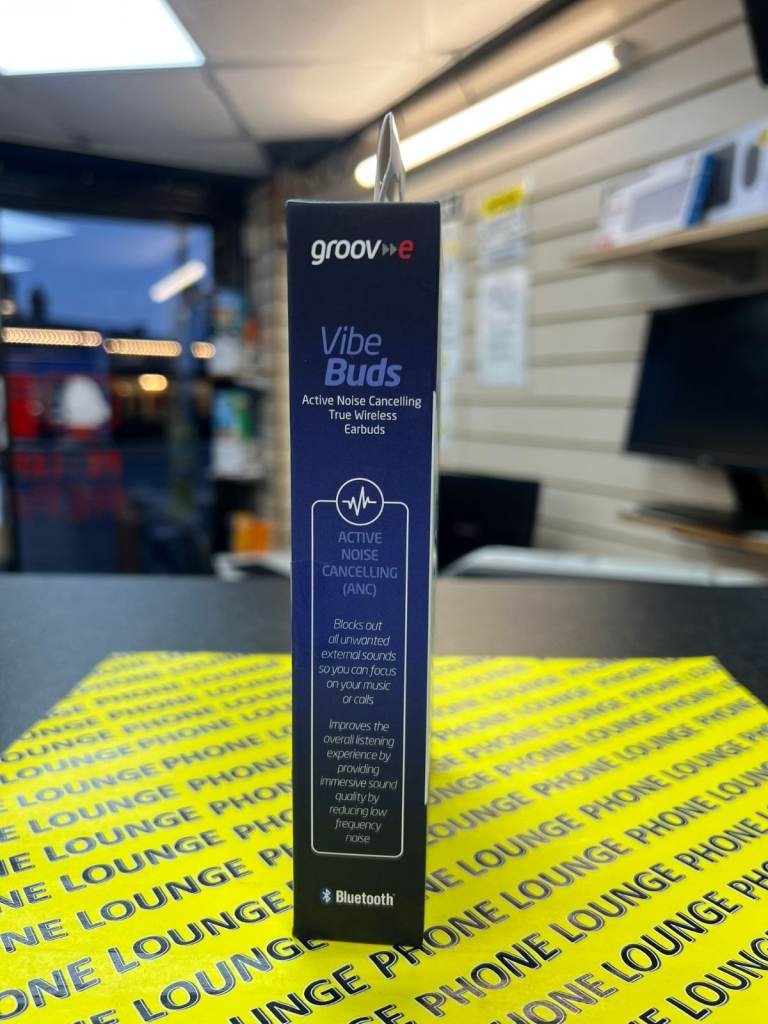 groov e
Vibe
Buds
Active Noise Cancelling
True Wireless
Earbuds
ACTIVE
NOISE
CANCELLING
(ANC)
Blocks out
all unwanted
external sounds
so you can focus
on your music
or calls
Improves the
overall listening
experience by
providing
immersive sound
quality by
reducing low
frequency
noise
Bluetooth
PHONE LOUNGE PHONE LOUNGE